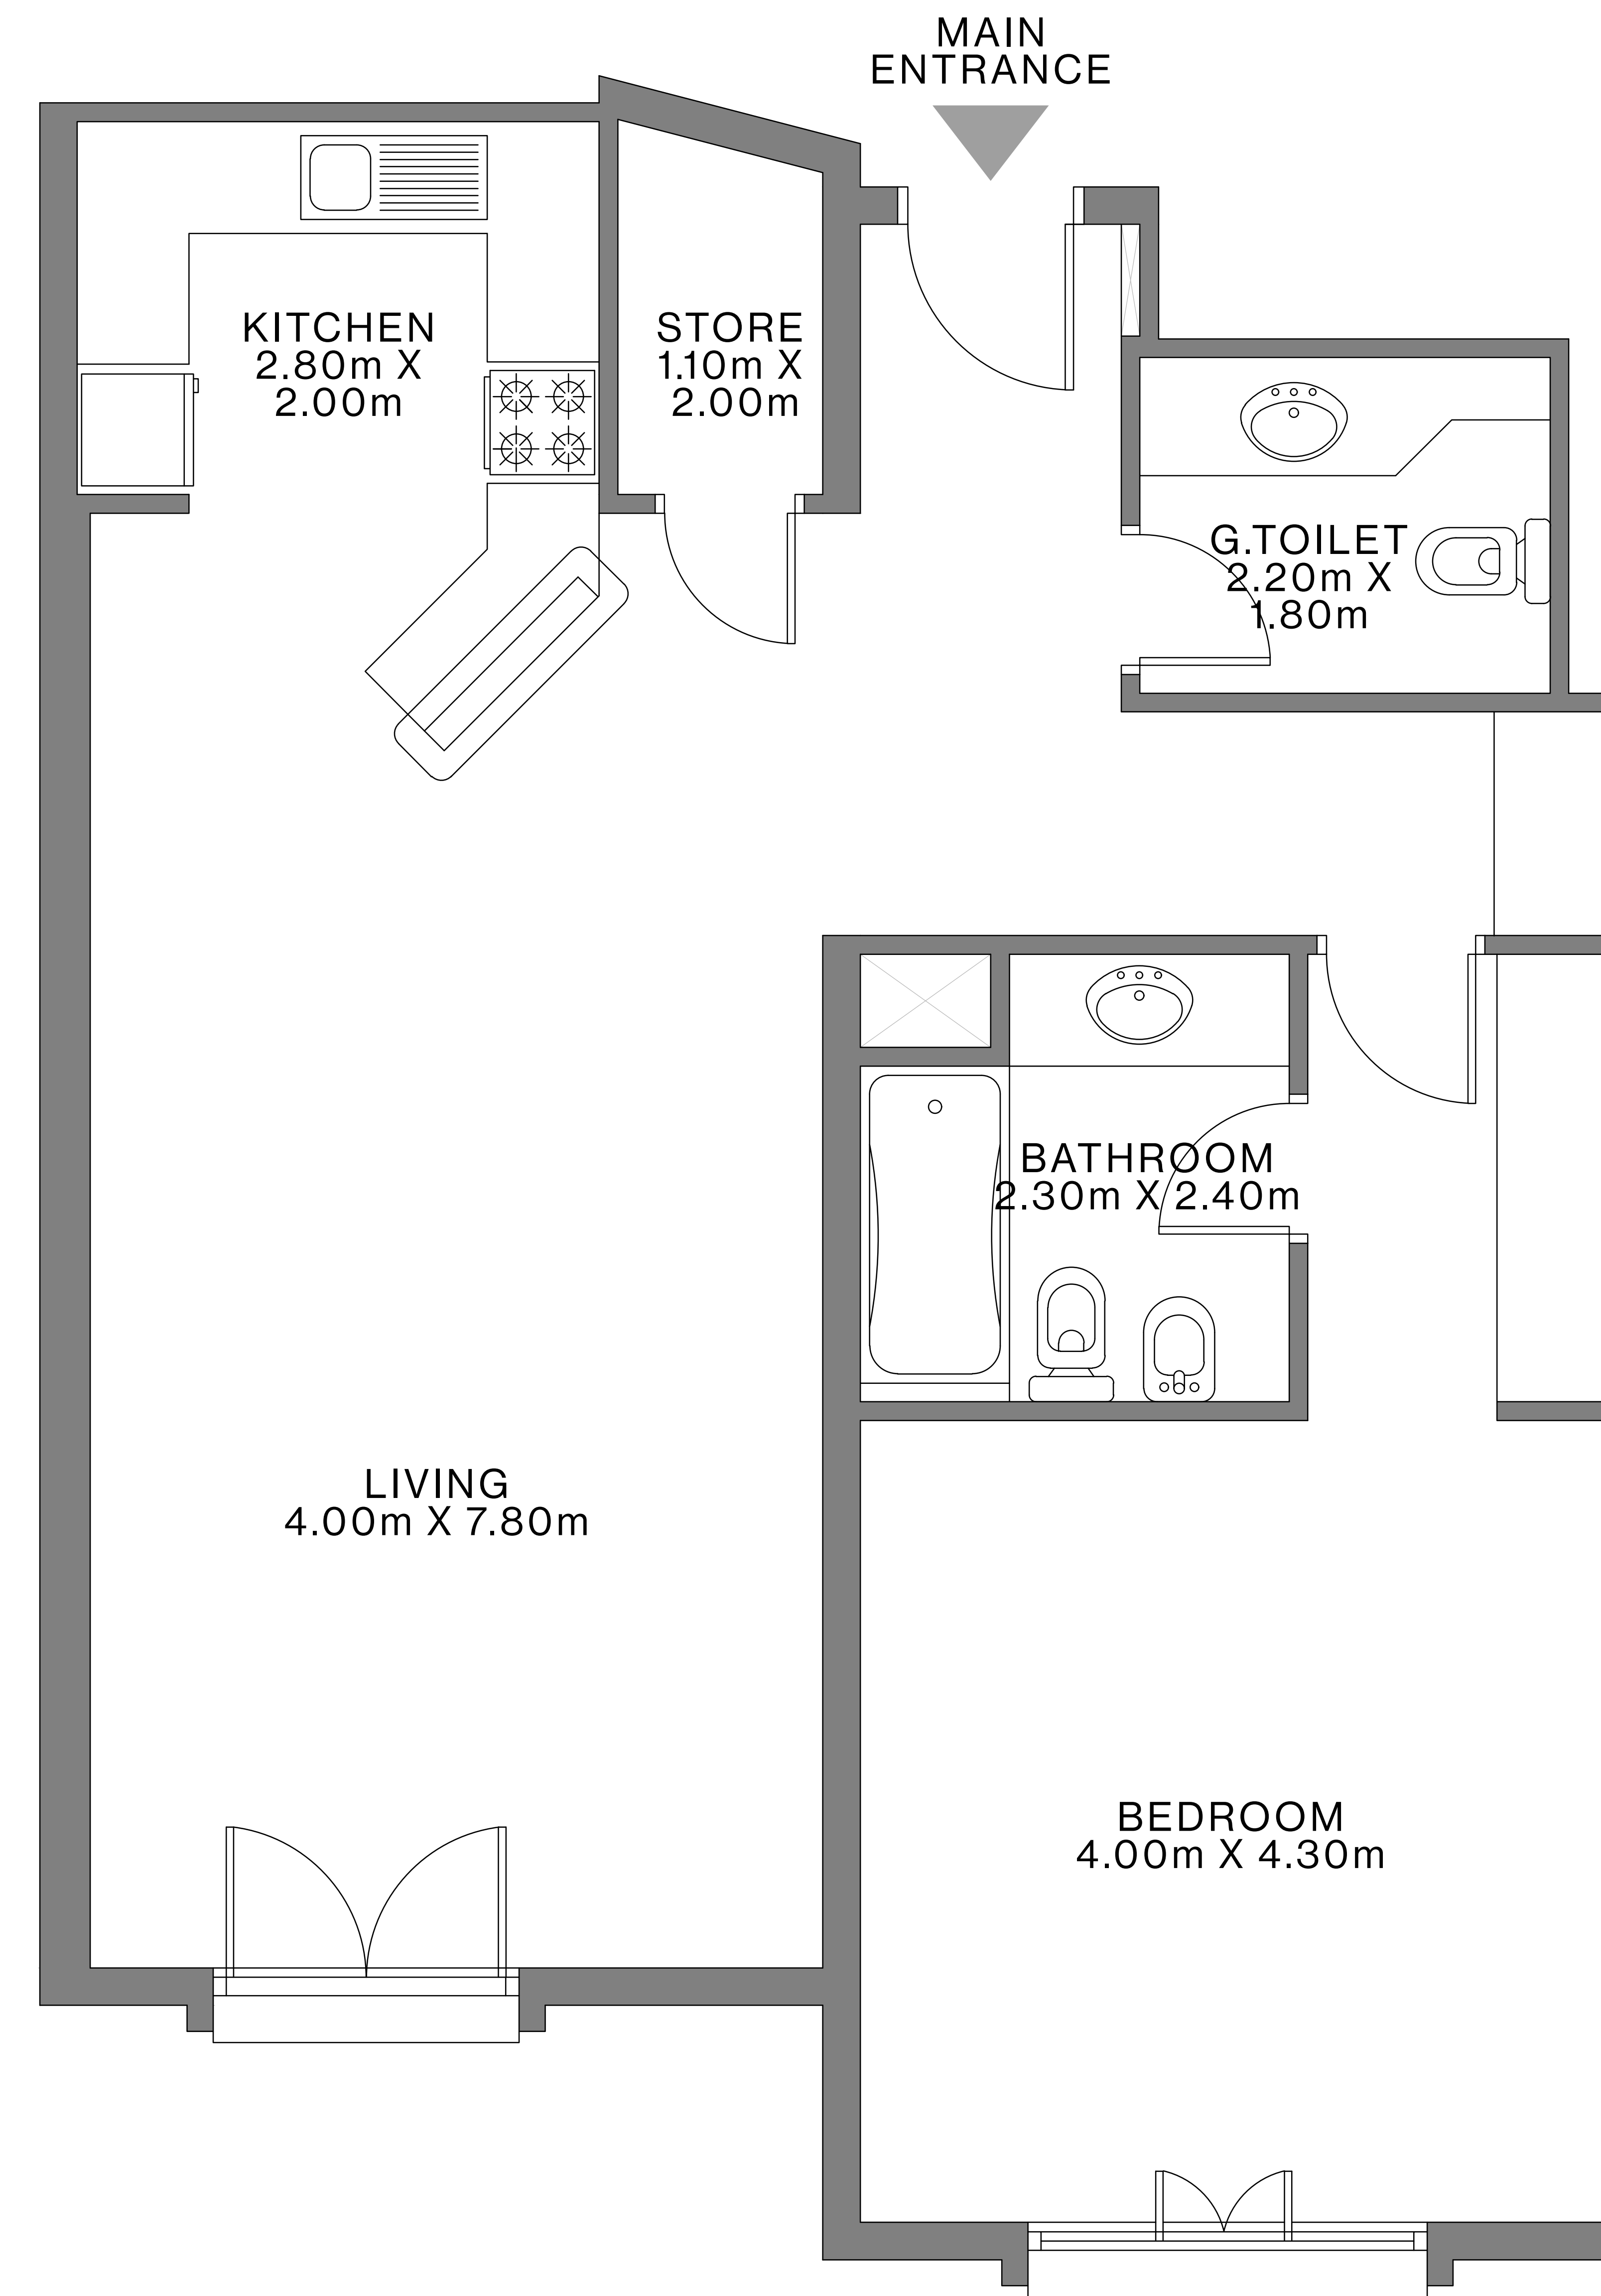 MAIN
ENTRANCE
KITCHEN
2.80m X
2.00m
STORE
1.10m X
2.00m
G.TOILET
2.20m X
1.80m
BATHROOM
2.30m X 2.40m
LIVING
4.00m X 7.80m
BEDROOM
4.00m X 4.30m